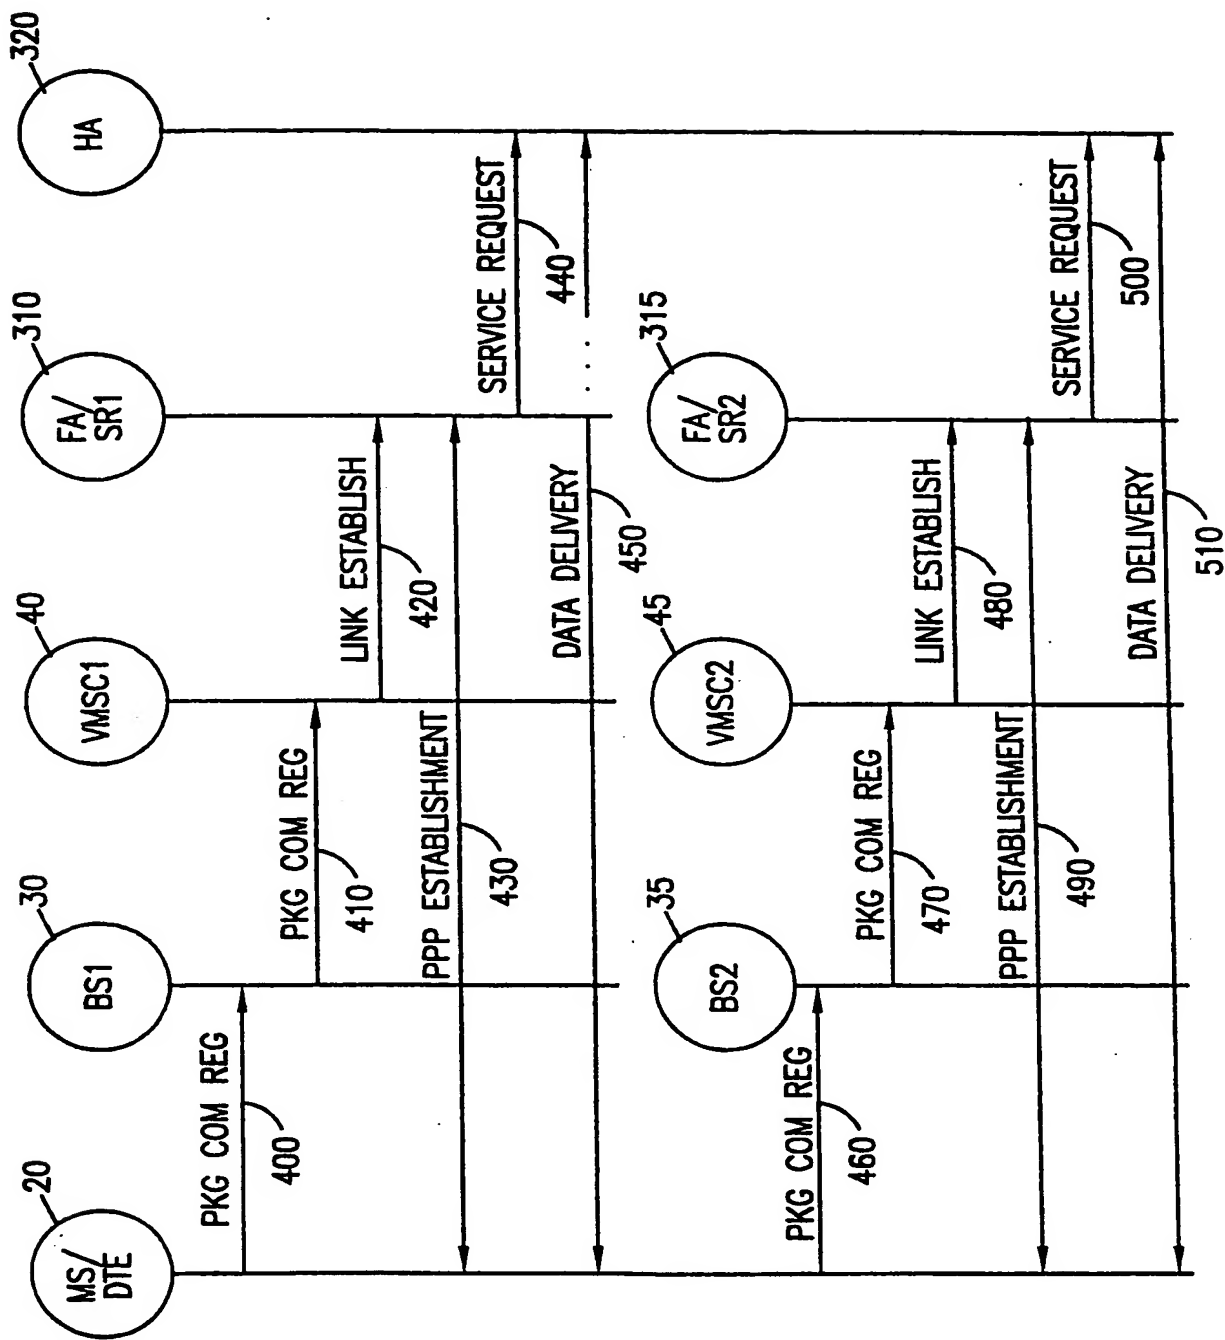 20
MS/
DTE
30
BS1
40
VMSC1
310
FA/
SR1
320
HA
PKG COM REG
400
PKG COM REG
410
LINK ESTABLISH
420
PPP ESTABLISHMENT
430
SERVICE REQUEST
440
DATA DELIVERY
450
35
BS2
45
VMSC2
315
FA/
SR2
PKG COM REG
460
PKG COM REG
470
LINK ESTABLISH
480
PPP ESTABLISHMENT
490
SERVICE REQUEST
500
DATA DELIVERY
510